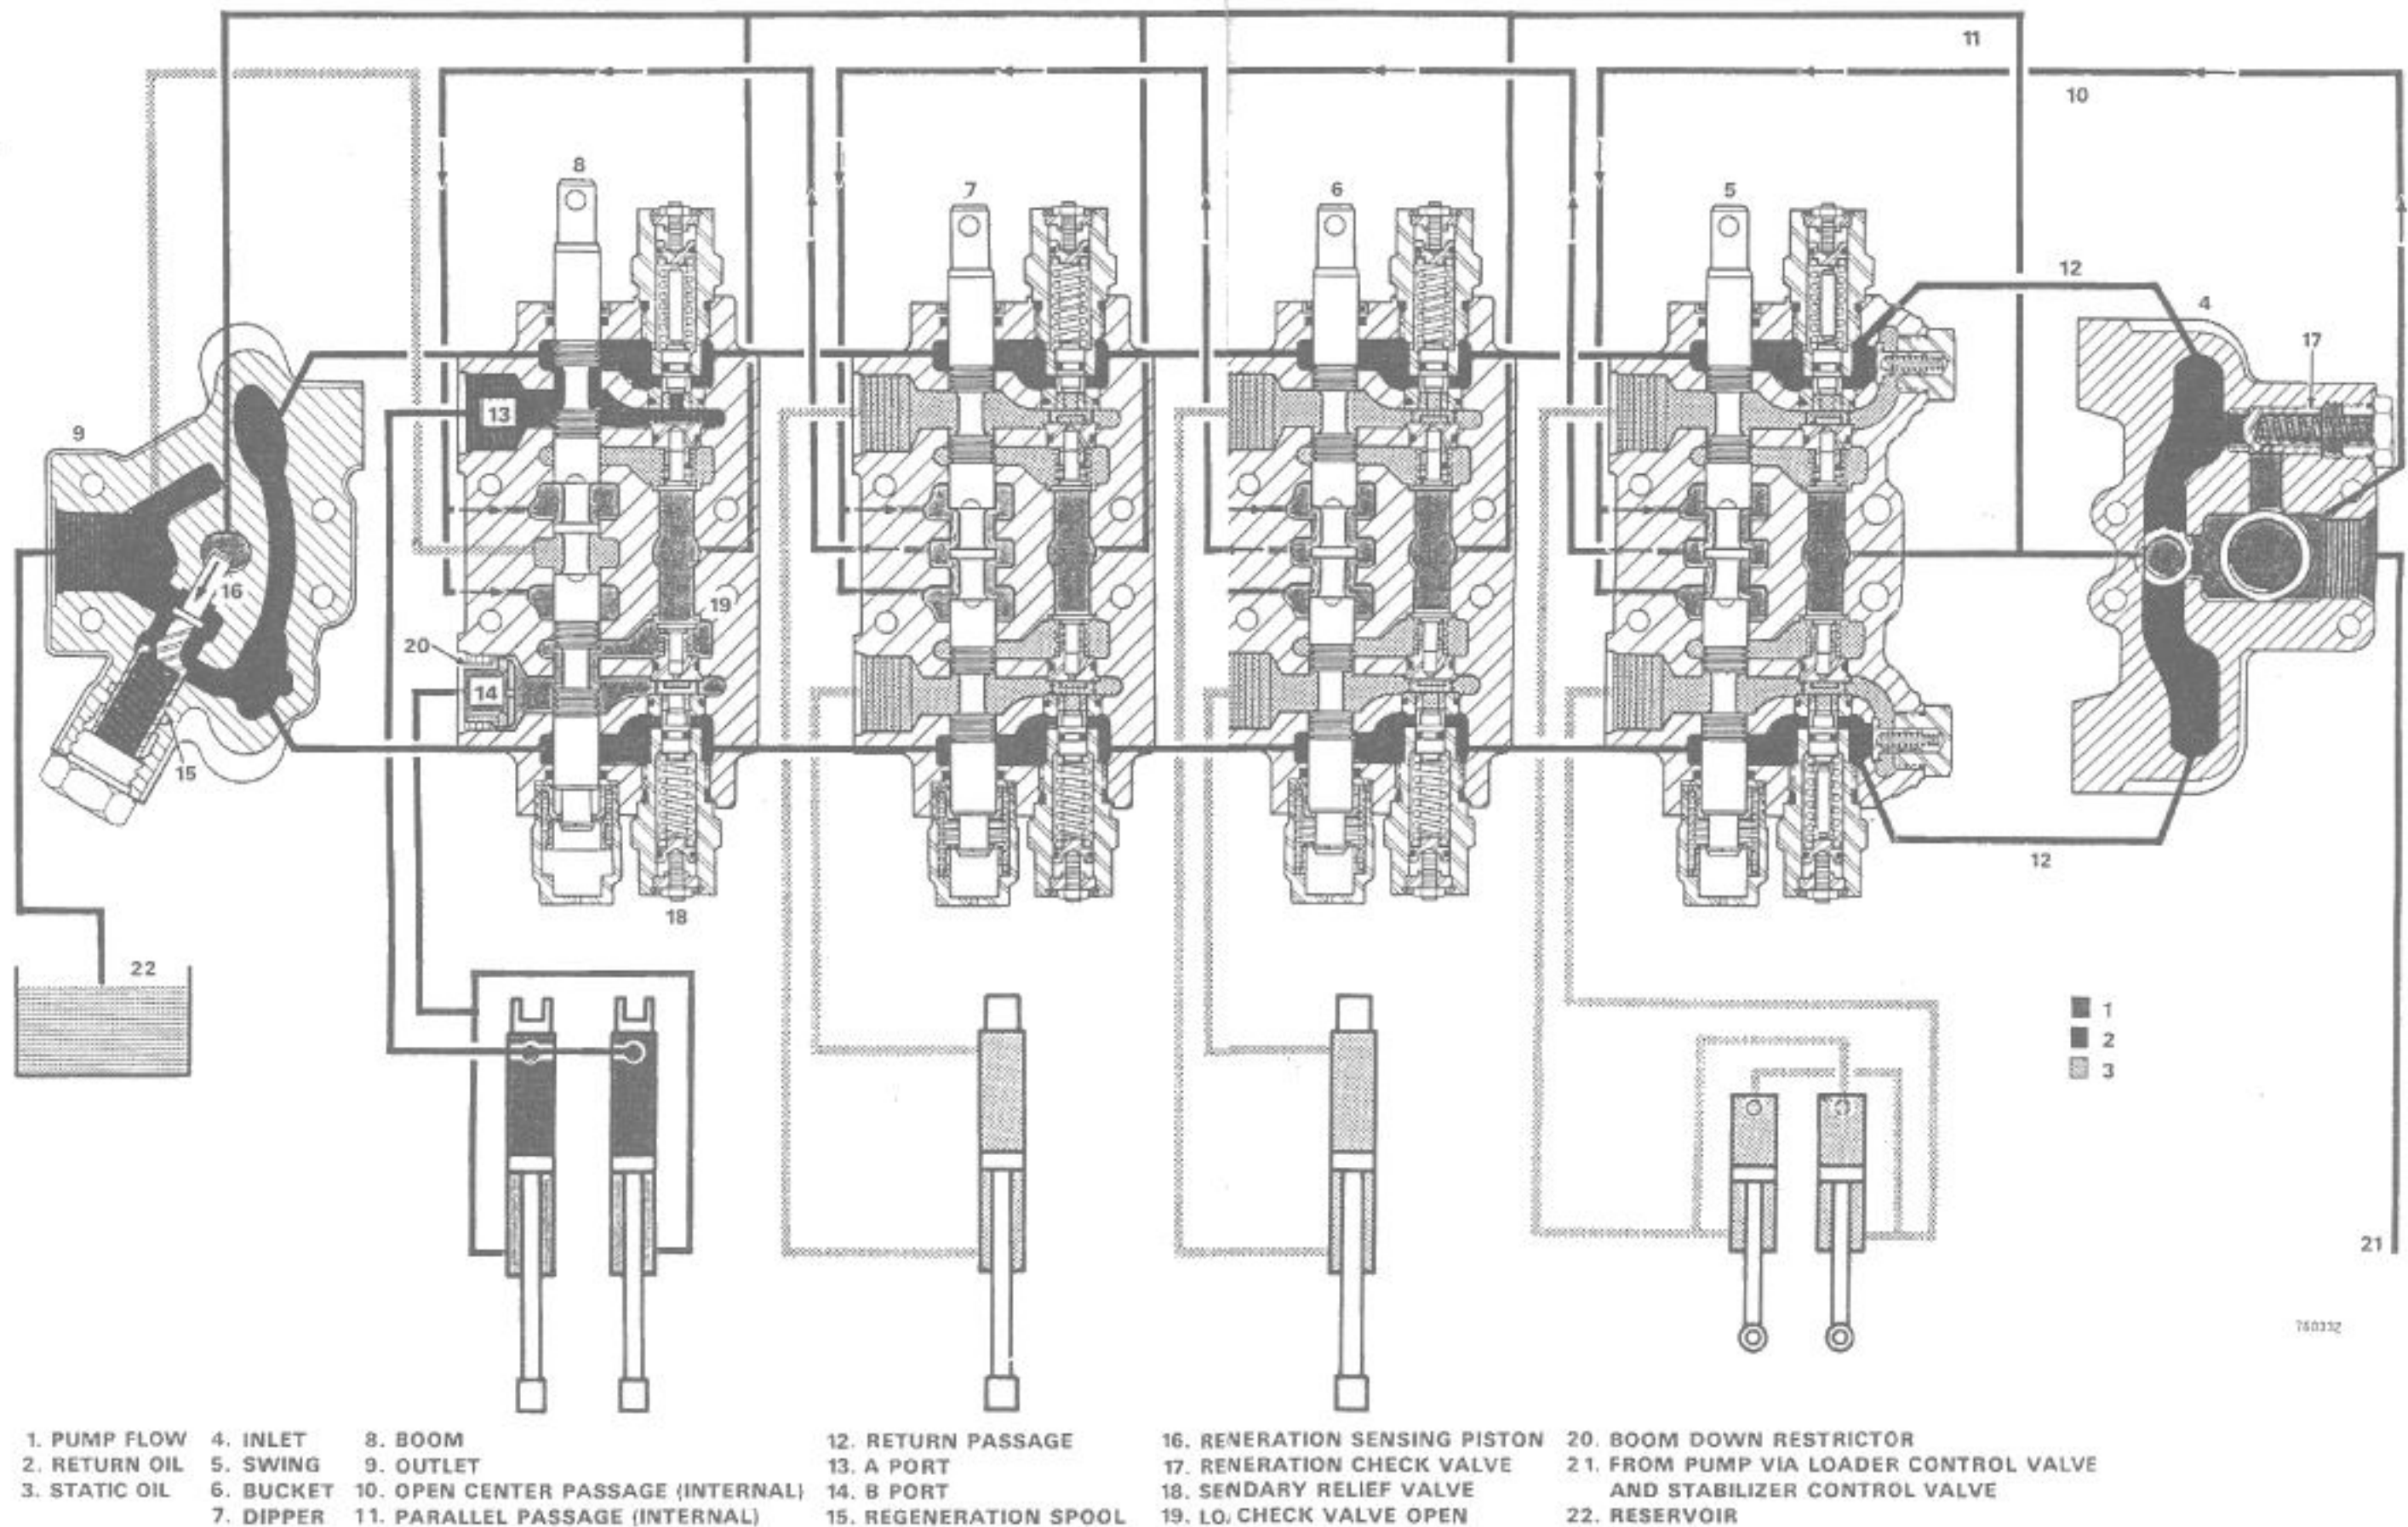 11
10
8
7
6
5
12
4
17
13
9
16
19
20
14
15
12
18
22
1
2
3
21
760332
1. PUMP FLOW
2. RETURN OIL
3. STATIC OIL
4. INLET
5. SWING
6. BUCKET
7. DIPPER
8. BOOM
9. OUTLET
10. OPEN CENTER PASSAGE (INTERNAL)
11. PARALLEL PASSAGE (INTERNAL)
12. RETURN PASSAGE
13. A PORT
14. B PORT
15. REGENERATION SPOOL
16. RENERATION SENSING PISTON
17. RENERATION CHECK VALVE
18. SENDARY RELIEF VALVE
19. LO CHECK VALVE OPEN
20. BOOM DOWN RESTRICTOR
21. FROM PUMP VIA LOADER CONTROL VALVE
AND STABILIZER CONTROL VALVE
22. RESERVOIR